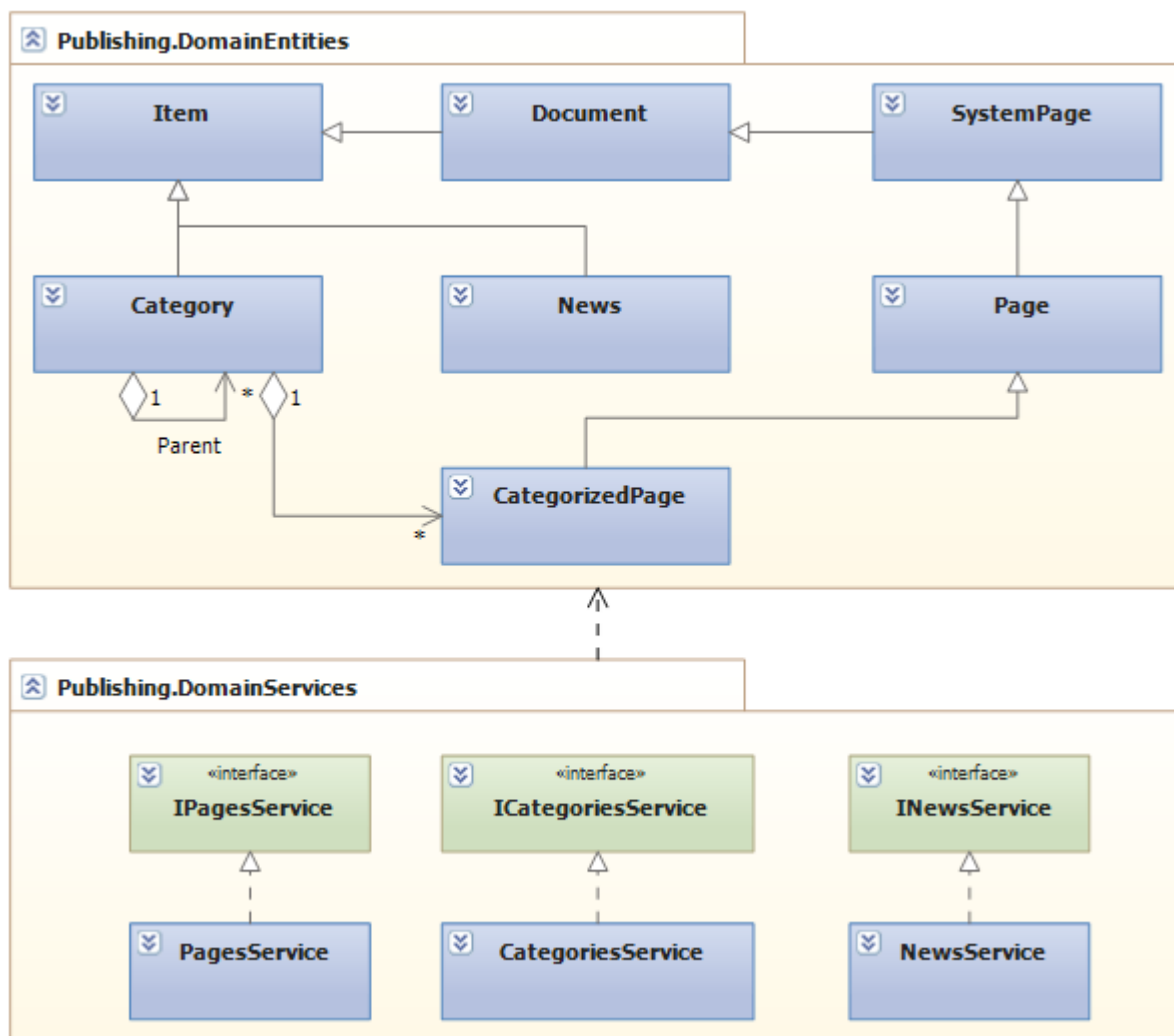 Publishing.DomainEntities
Item
Document
SystemPage
Category
News
Page
1
*
1
Parent
CategorizedPage
*
Publishing.DomainServices
«interface»
IPagesService
«interface»
ICategoriesService
«interface»
INewsService
PagesService
CategoriesService
NewsService